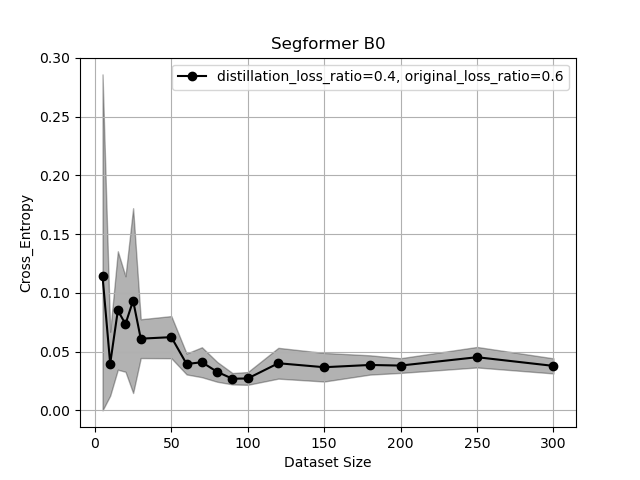 Segformer B0
distillation_loss_ratio=0.4, original_loss_ratio=0.6
0.30
0.25
0.20
0.15
0.10
0.05
0.00
Cross_Entropy
0 50 100 150 200 250 300
Dataset Size